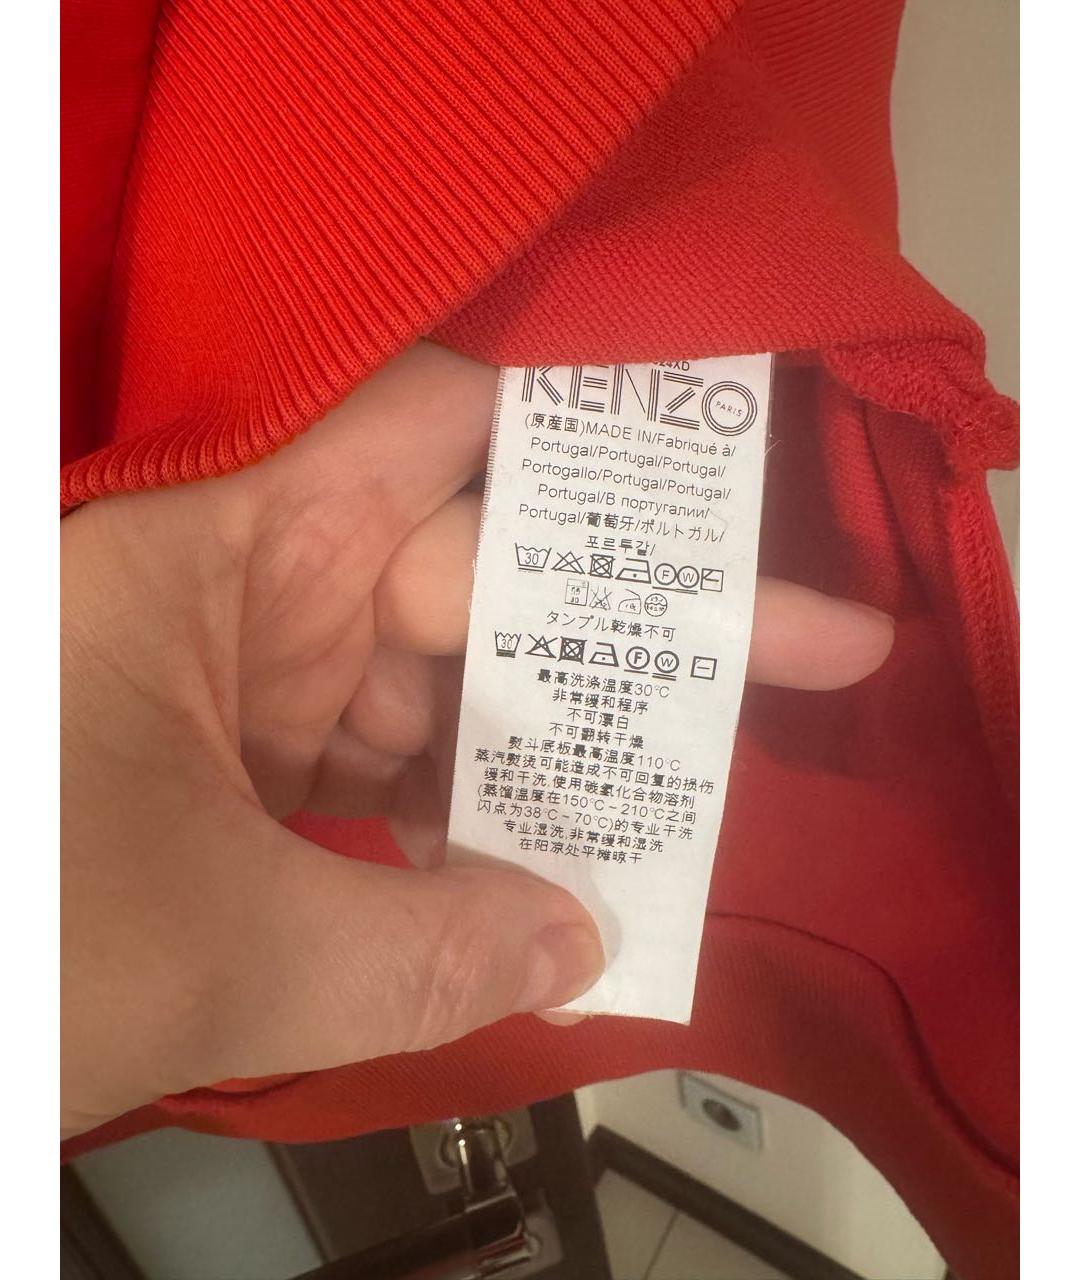 24XD
KENZO
PARIS
(原産国)MADE IN/Fabriqué à/
Portugal/Portugal/Portugal/
Portogallo/Portugal/Portugal/
Portugal/В португалии/
Portugal/葡萄牙/ポルトガル/
포르투갈/
30 F W
タンブル乾燥不可
30 F W
最高洗涤温度30°C
非常缓和程序
不可漂白
不可翻转干燥
熨斗底板最高温度110°C
蒸汽熨烫可能造成不可回复的损伤
缓和干洗,使用碳氢化合物溶剂
(蒸馏温度在150°C-210°C之间
闪点为38°C-70°C)的专业干洗
专业湿洗,非常缓和湿洗
在阳凉处平摊晾干